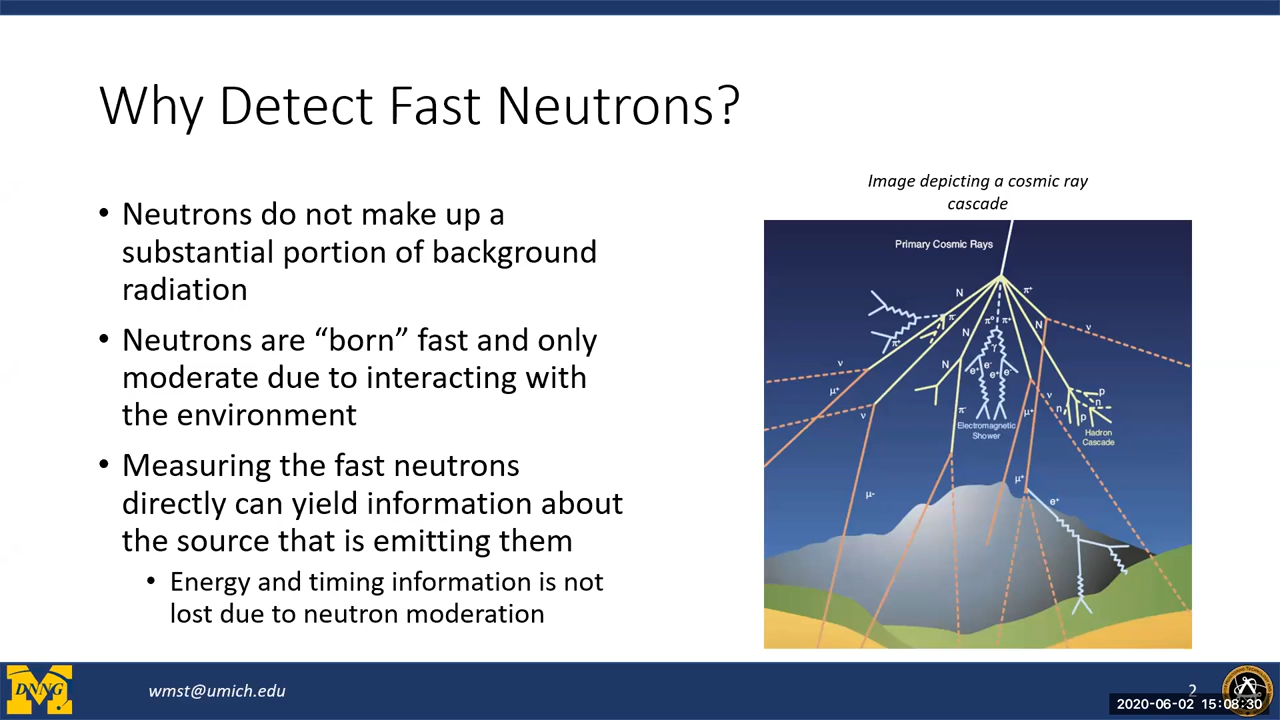 Why Detect Fast Neutrons?
• Neutrons do not make up a
substantial portion of background
radiation
• Neutrons are “born” fast and only
moderate due to interacting with
the environment
• Measuring the fast neutrons
directly can yield information about
the source that is emitting them
• Energy and timing information is not
lost due to neutron moderation
Image depicting a cosmic ray
cascade
Primary Cosmic Rays
N
π⁺
N
π⁻
π⁺
N
π⁰
π⁺
N
ν
γ
ν
e⁺
e⁻
e⁺
e⁻
μ⁺
ν
π⁻
μ⁺
ν
n
p
p
n
Electromagnetic
Shower
Hadron
Cascade
μ⁺
μ-
e⁺
DNNG
wmst@umich.edu
2
2020-06-02 15:08:30